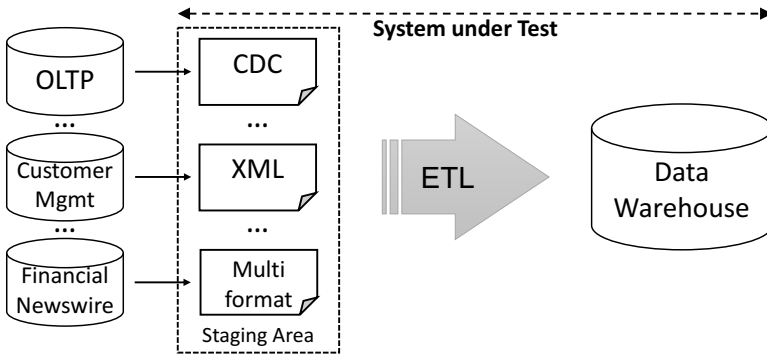 System under Test
OLTP
CDC
...
...
Customer
Mgmt
XML
ETL
Data
Warehouse
...
...
Financial
Newswire
Multi
format
Staging Area